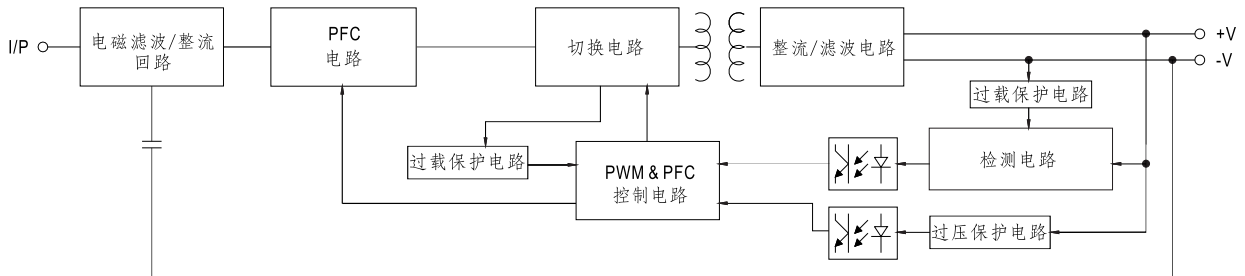 I/P
电磁滤波/整流
回路
PFC
电路
切换电路
整流/滤波电路
+V
-V
过载保护电路
过载保护电路
PWM & PFC
控制电路
检测电路
过压保护电路